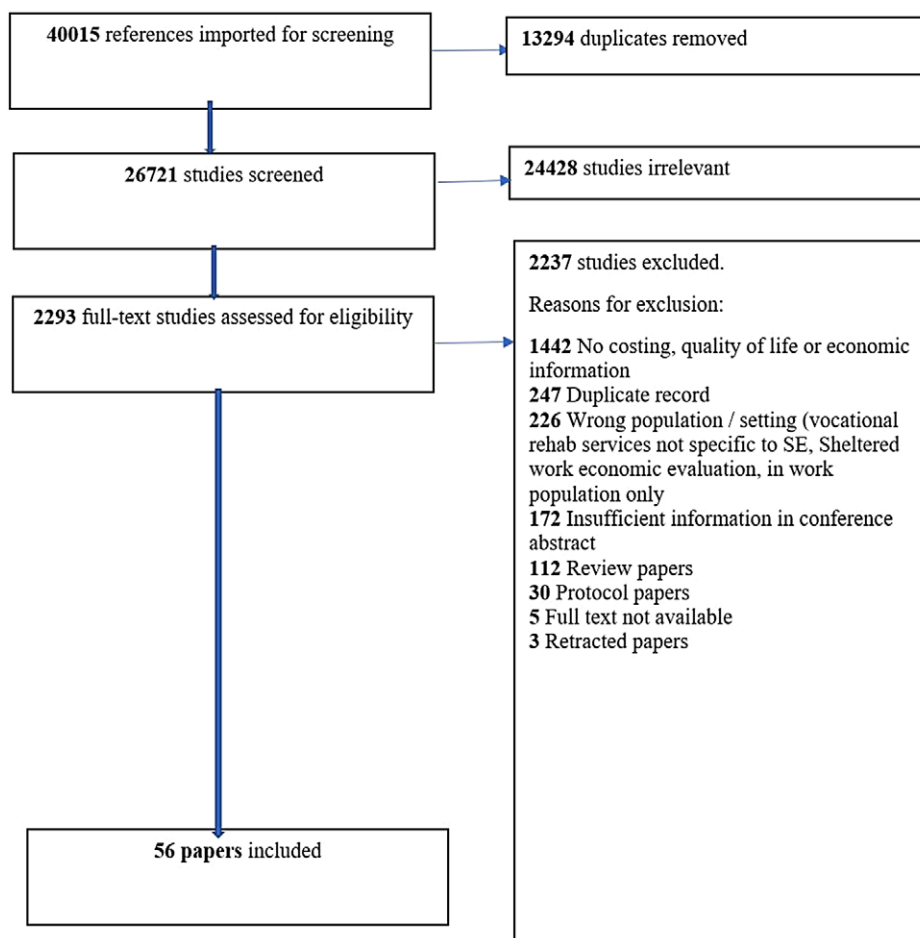 40015 references imported for screening
13294 duplicates removed
26721 studies screened
24428 studies irrelevant
2293 full-text studies assessed for eligibility
2237 studies excluded.
Reasons for exclusion:
1442 No costing, quality of life or economic
information
247 Duplicate record
226 Wrong population / setting (vocational
rehab services not specific to SE, Sheltered
work economic evaluation, in work
population only
172 Insufficient information in conference
abstract
112 Review papers
30 Protocol papers
5 Full text not available
3 Retracted papers
56 papers included